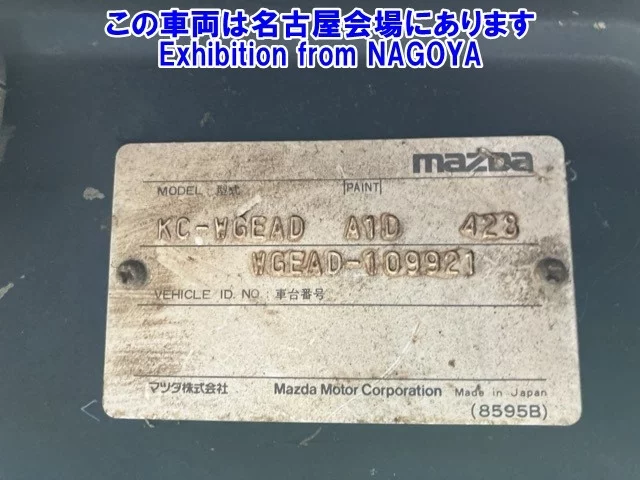 この車両は名古屋会場にあります
Exhibition from NAGOYA
mazda
MODEL : 型式 PAINT
KC-WGEAD A1D 423
WGEAD-109921
VEHICLE ID. NO : 車台番号
マツダ株式会社 Mazda Motor Corporation Made in Japan
(8595B)